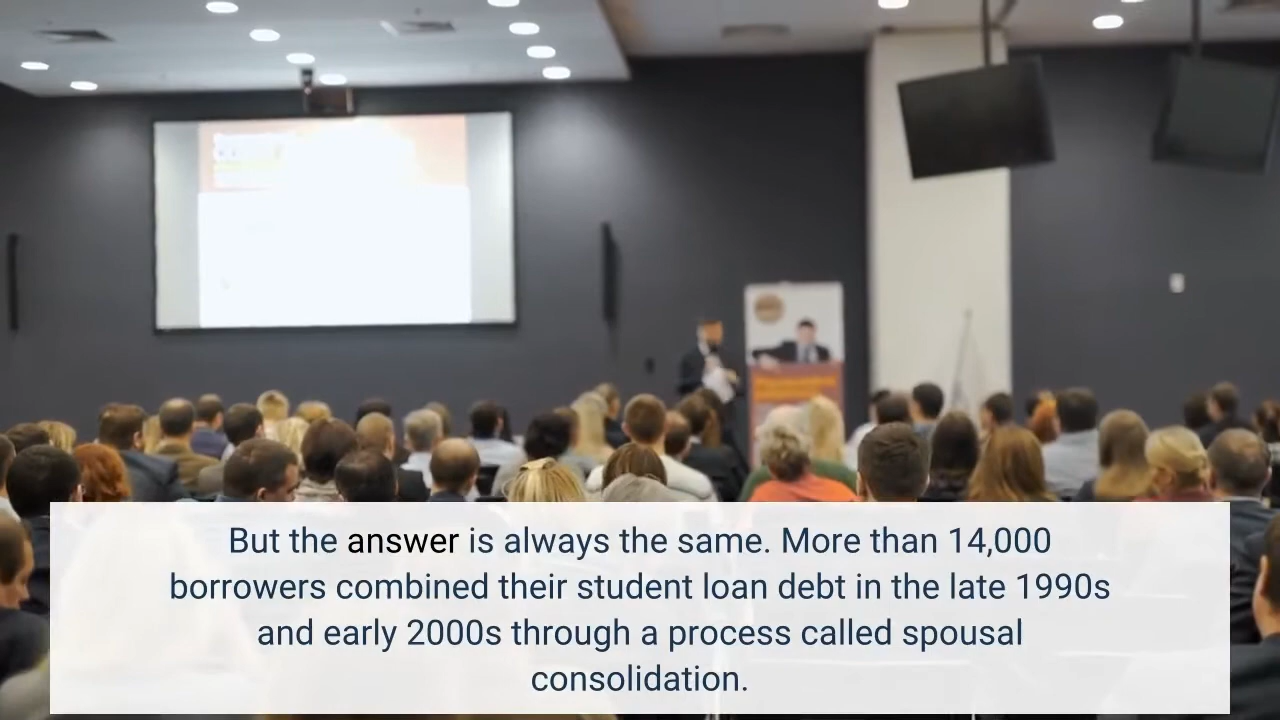 But the answer is always the same. More than 14,000
borrowers combined their student loan debt in the late 1990s
and early 2000s through a process called spousal
consolidation.